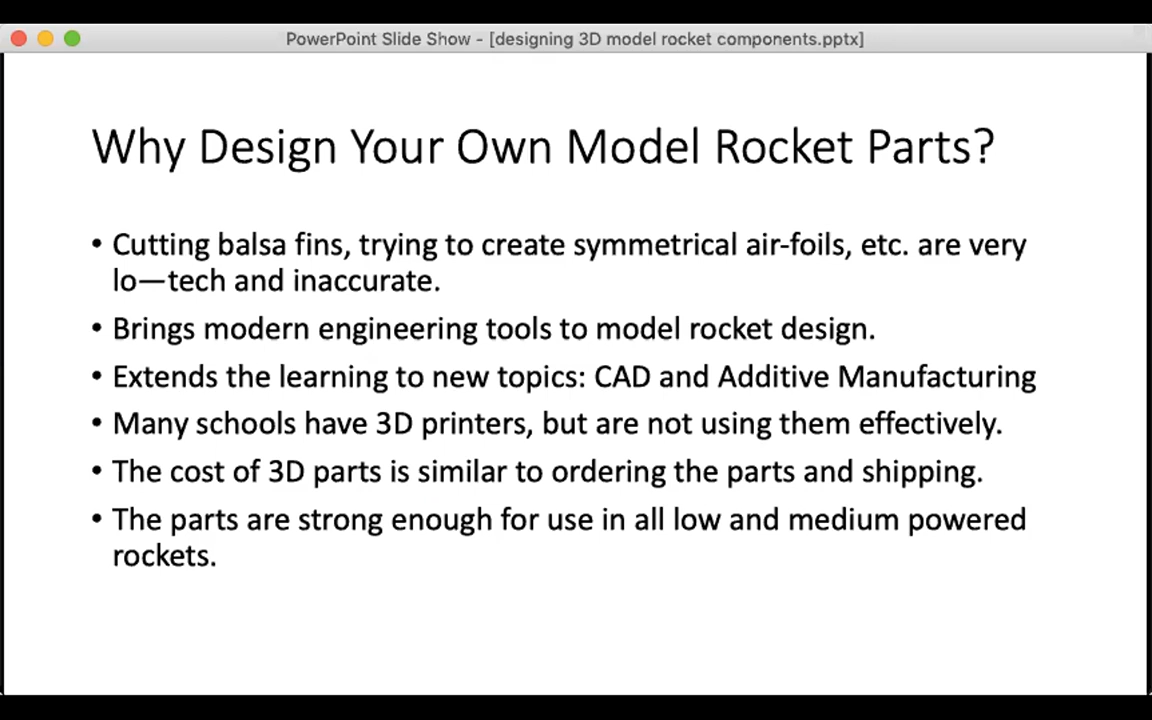 PowerPoint Slide Show - [designing 3D model rocket components.pptx]
Why Design Your Own Model Rocket Parts?
• Cutting balsa fins, trying to create symmetrical air-foils, etc. are very
lo—tech and inaccurate.
• Brings modern engineering tools to model rocket design.
• Extends the learning to new topics: CAD and Additive Manufacturing
• Many schools have 3D printers, but are not using them effectively.
• The cost of 3D parts is similar to ordering the parts and shipping.
• The parts are strong enough for use in all low and medium powered
rockets.